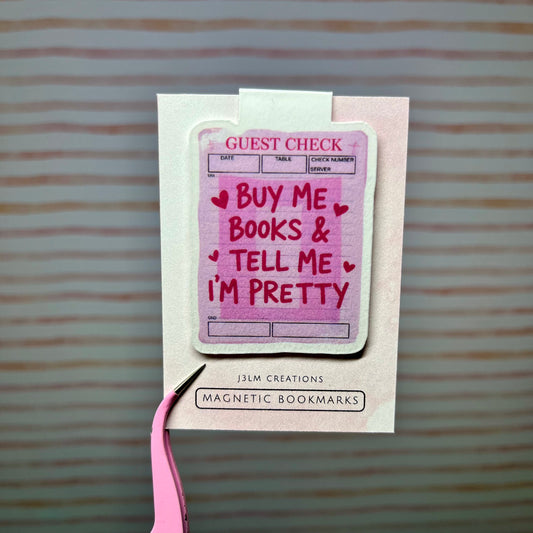 GUEST CHECK
DATE TABLE CHECK NUMBER
SERVER
BUY ME
BOOKS &
TELL ME
I'M PRETTY
J3LM CREATIONS
MAGNETIC BOOKMARKS